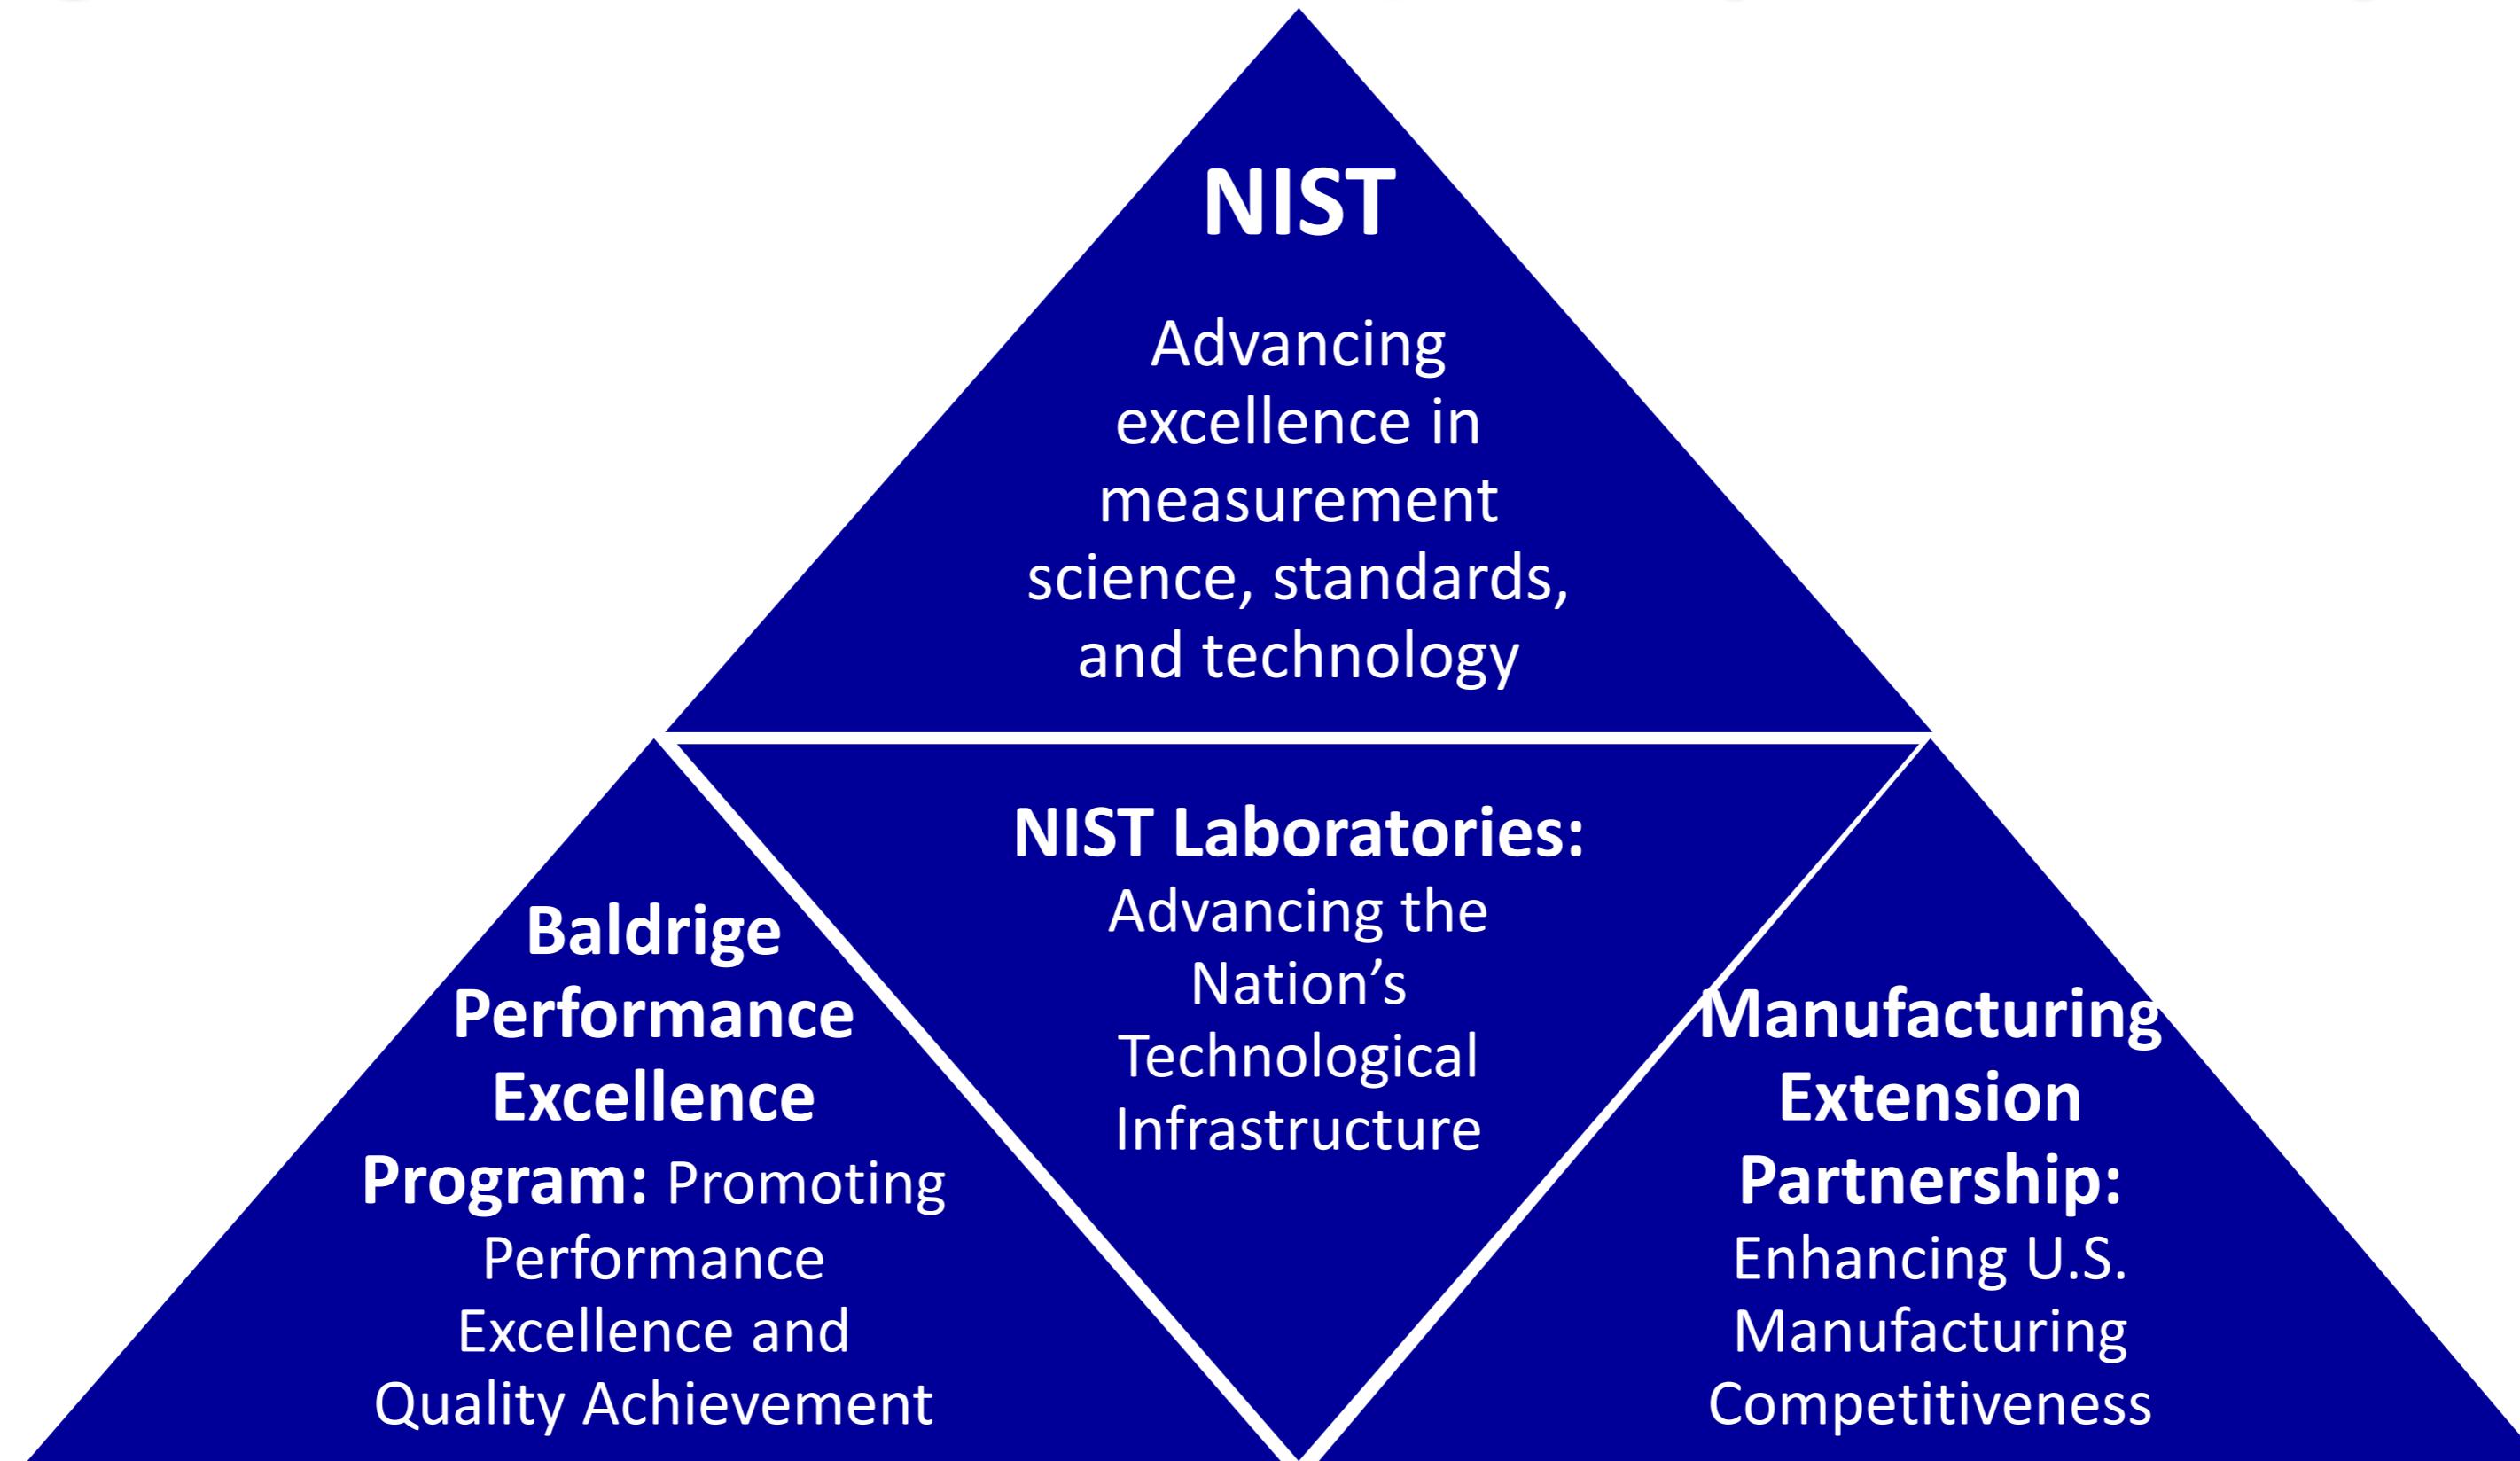 NIST
Advancing
excellence in
measurement
science, standards,
and technology
Baldrige
Performance
Excellence
Program: Promoting
Performance
Excellence and
Quality Achievement
NIST Laboratories:
Advancing the
Nation’s
Technological
Infrastructure
Manufacturing
Extension
Partnership:
Enhancing U.S.
Manufacturing
Competitiveness